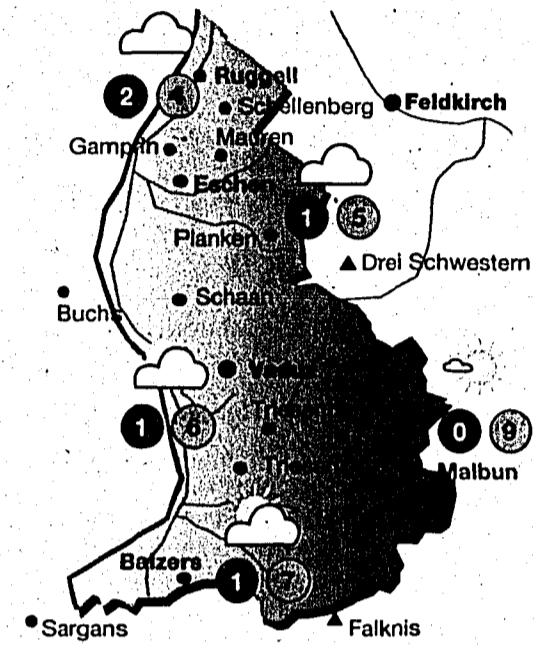 Ruggell
2 4
Schellenberg
Feldkirch
Gamprin
Mauren
Eschen
1 5
Planken
Drei Schwestern
Schaan
Buchs
1
0 9
Malbun
Balzers
1 7
Sargans
Falknis